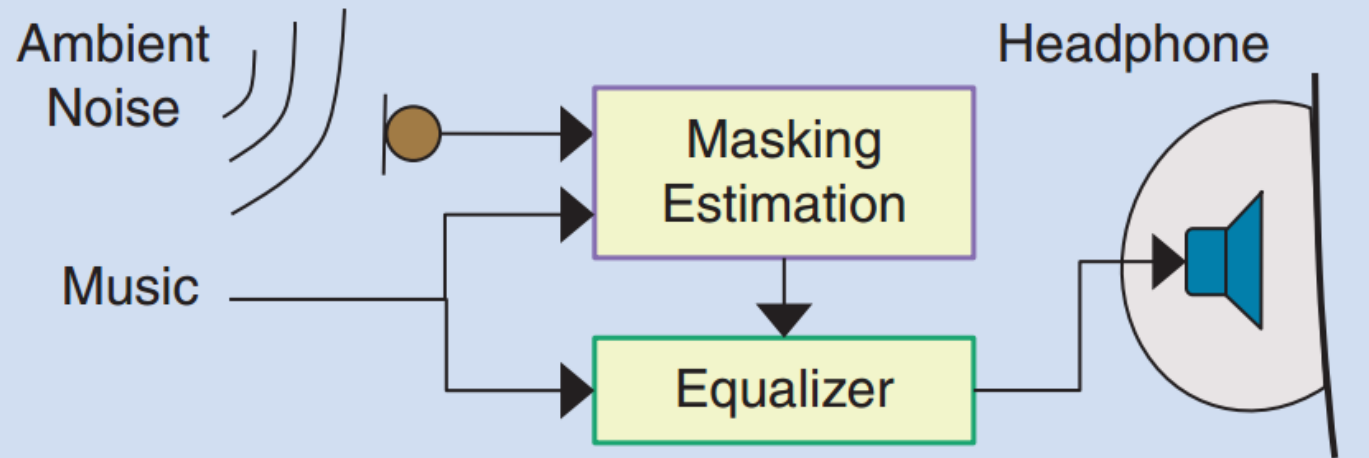 Ambient
Noise
Headphone
Masking
Estimation
Music
Equalizer